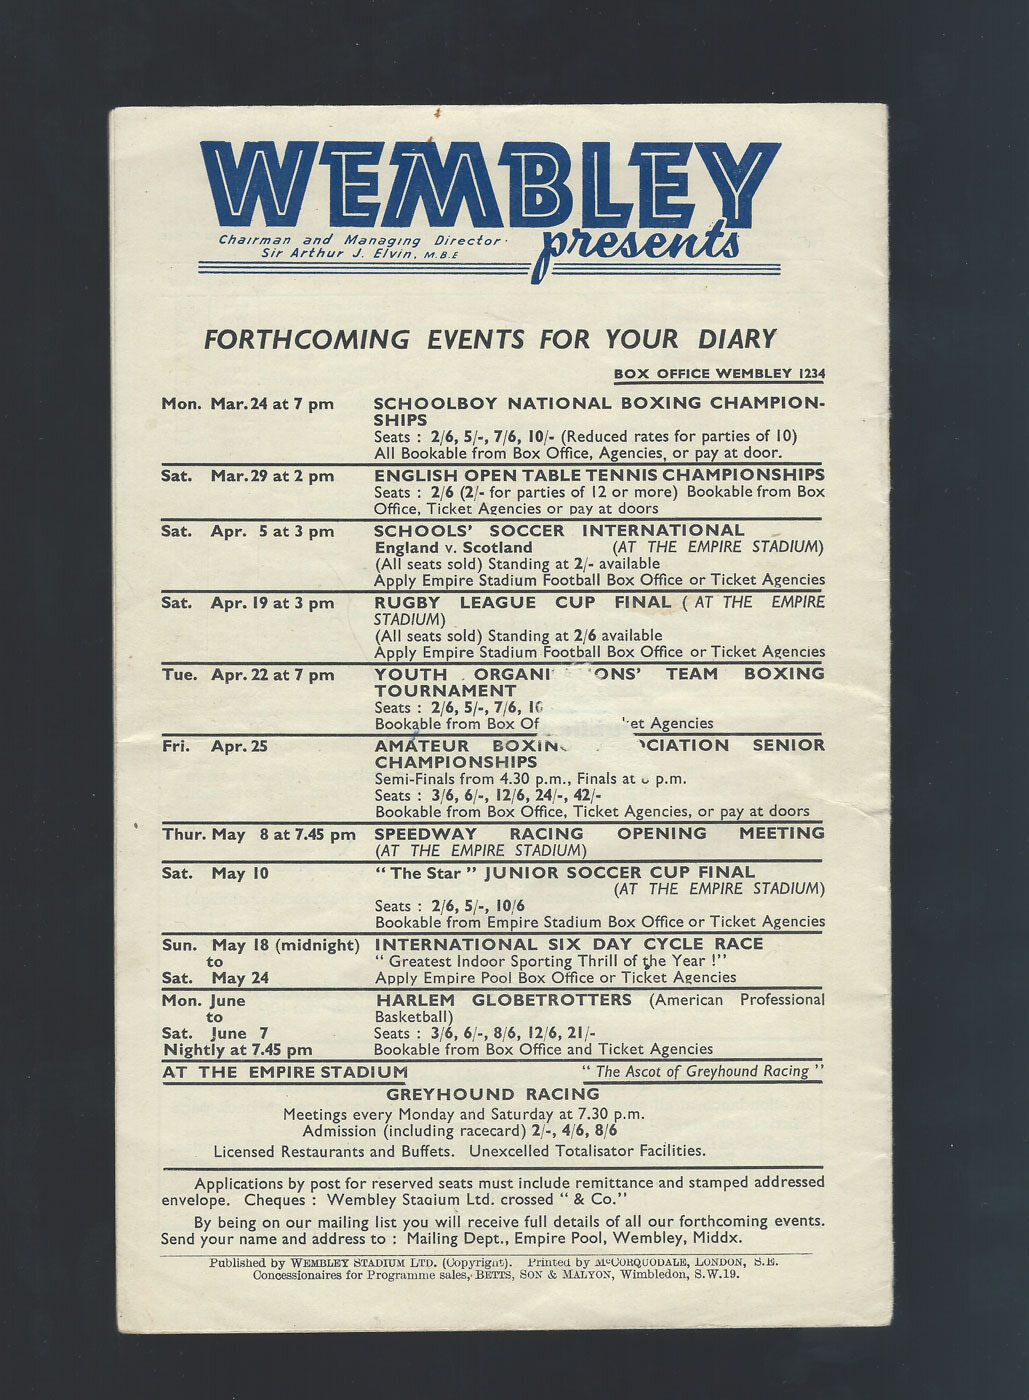 WEMBLEY
presents
Chairman and Managing Director
Sir Arthur J. Elvin, M.B.E
FORTHCOMING EVENTS FOR YOUR DIARY
BOX OFFICE WEMBLEY 1234
Mon. Mar. 24 at 7 pm SCHOOLBOY NATIONAL BOXING CHAMPION-
SHIPS
Seats : 2/6, 5/-, 7/6, 10/- (Reduced rates for parties of 10)
All Bookable from Box Office, Agencies, or pay at door.
Sat. Mar. 29 at 2 pm ENGLISH OPEN TABLE TENNIS CHAMPIONSHIPS
Seats : 2/6 (2/- for parties of 12 or more) Bookable from Box
Office, Ticket Agencies or pay at doors
Sat. Apr. 5 at 3 pm SCHOOLS' SOCCER INTERNATIONAL
England v. Scotland (AT THE EMPIRE STADIUM)
(All seats sold) Standing at 2/- available
Apply Empire Stadium Football Box Office or Ticket Agencies
Sat. Apr. 19 at 3 pm RUGBY LEAGUE CUP FINAL (AT THE EMPIRE
STADIUM)
(All seats sold) Standing at 2/6 available
Apply Empire Stadium Football Box Office or Ticket Agencies
Tue. Apr. 22 at 7 pm YOUTH TEAM BOXING
TOURNAMENT
Seats : 2/6, 5/-, 7/6,
Bookable from Box Agencies
Fri. Apr. 25 AMATEUR SENIOR
CHAMPIONSHIPS
Semi-Finals from 4.30 p.m., Finals at p.m.
Seats : 3/6, 6/-, 12/6, 24/-, 42/-
Bookable from Box Office, Ticket Agencies, or pay at doors
Thur. May 8 at 7.45 pm SPEEDWAY RACING OPENING MEETING
(AT THE EMPIRE STADIUM)
Sat. May 10 "The Star" JUNIOR SOCCER CUP FINAL
(AT THE EMPIRE STADIUM)
Seats : 2/6, 5/-, 10/6
Bookable from Empire Stadium Box Office or Ticket Agencies
Sun. May 18 (midnight) INTERNATIONAL SIX DAY CYCLE RACE
to " Greatest Indoor Sporting Thrill of the Year !"
Sat. May 24 Apply Empire Pool Box Office or Ticket Agencies
Mon. June HARLEM GLOBETROTTERS (American Professional
to Basketball)
Sat. June 7 Seats : 3/6, 6/-, 8/6, 12/6, 21/-
Nightly at 7.45 pm Bookable from Box Office and Ticket Agencies
AT THE EMPIRE STADIUM " The Ascot of Greyhound Racing "
GREYHOUND RACING
Meetings every Monday and Saturday at 7.30 p.m.
Admission (including racecard) 2/-, 4/6, 8/6
Licensed Restaurants and Buffets. Unexcelled Totalisator Facilities.
Applications by post for reserved seats must include remittance and stamped addressed
envelope. Cheques : Wembley Stadium Ltd. crossed " & Co."
By being on our mailing list you will receive full details of all our forthcoming events.
Send your name and address to : Mailing Dept., Empire Pool, Wembley, Middx.
Published by WEMBLEY STADIUM LTD. (Copyright). Printed by McCORQUODALE, LONDON, S.E.
Concessionaires for Programme sales, BETTS, SON & MALYON, Wimbledon, S.W.19.